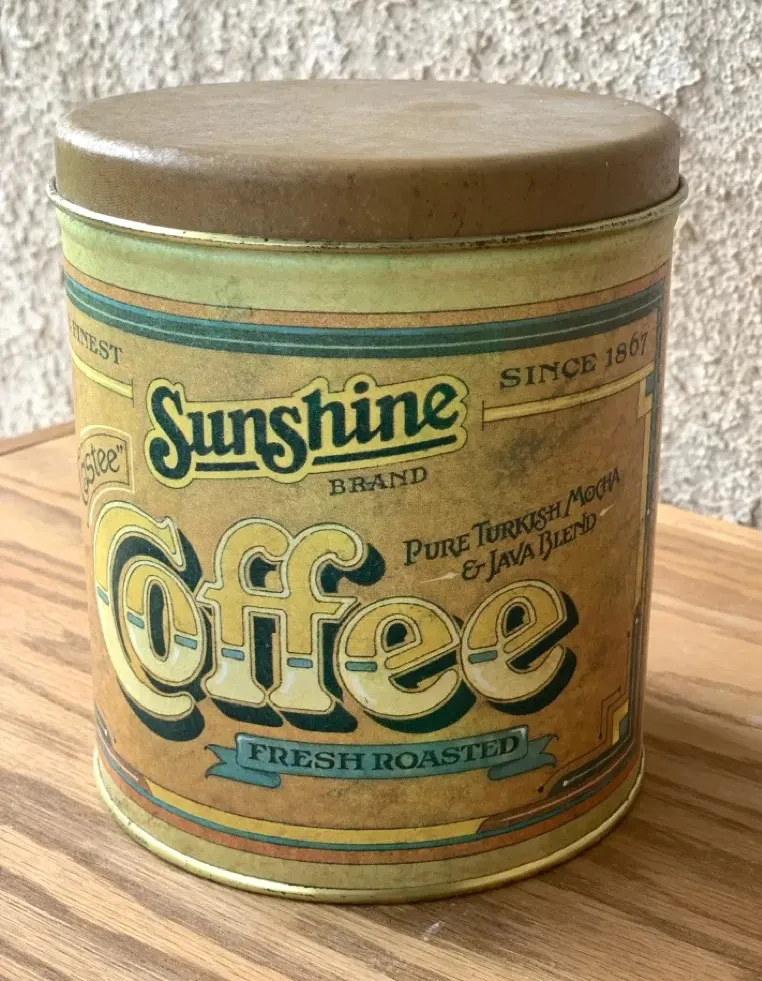 FINEST
SINCE 1867
Sunshine
BRAND
PURE TURKISH MOCHA
& JAVA BLEND
Coffee
FRESH ROASTED